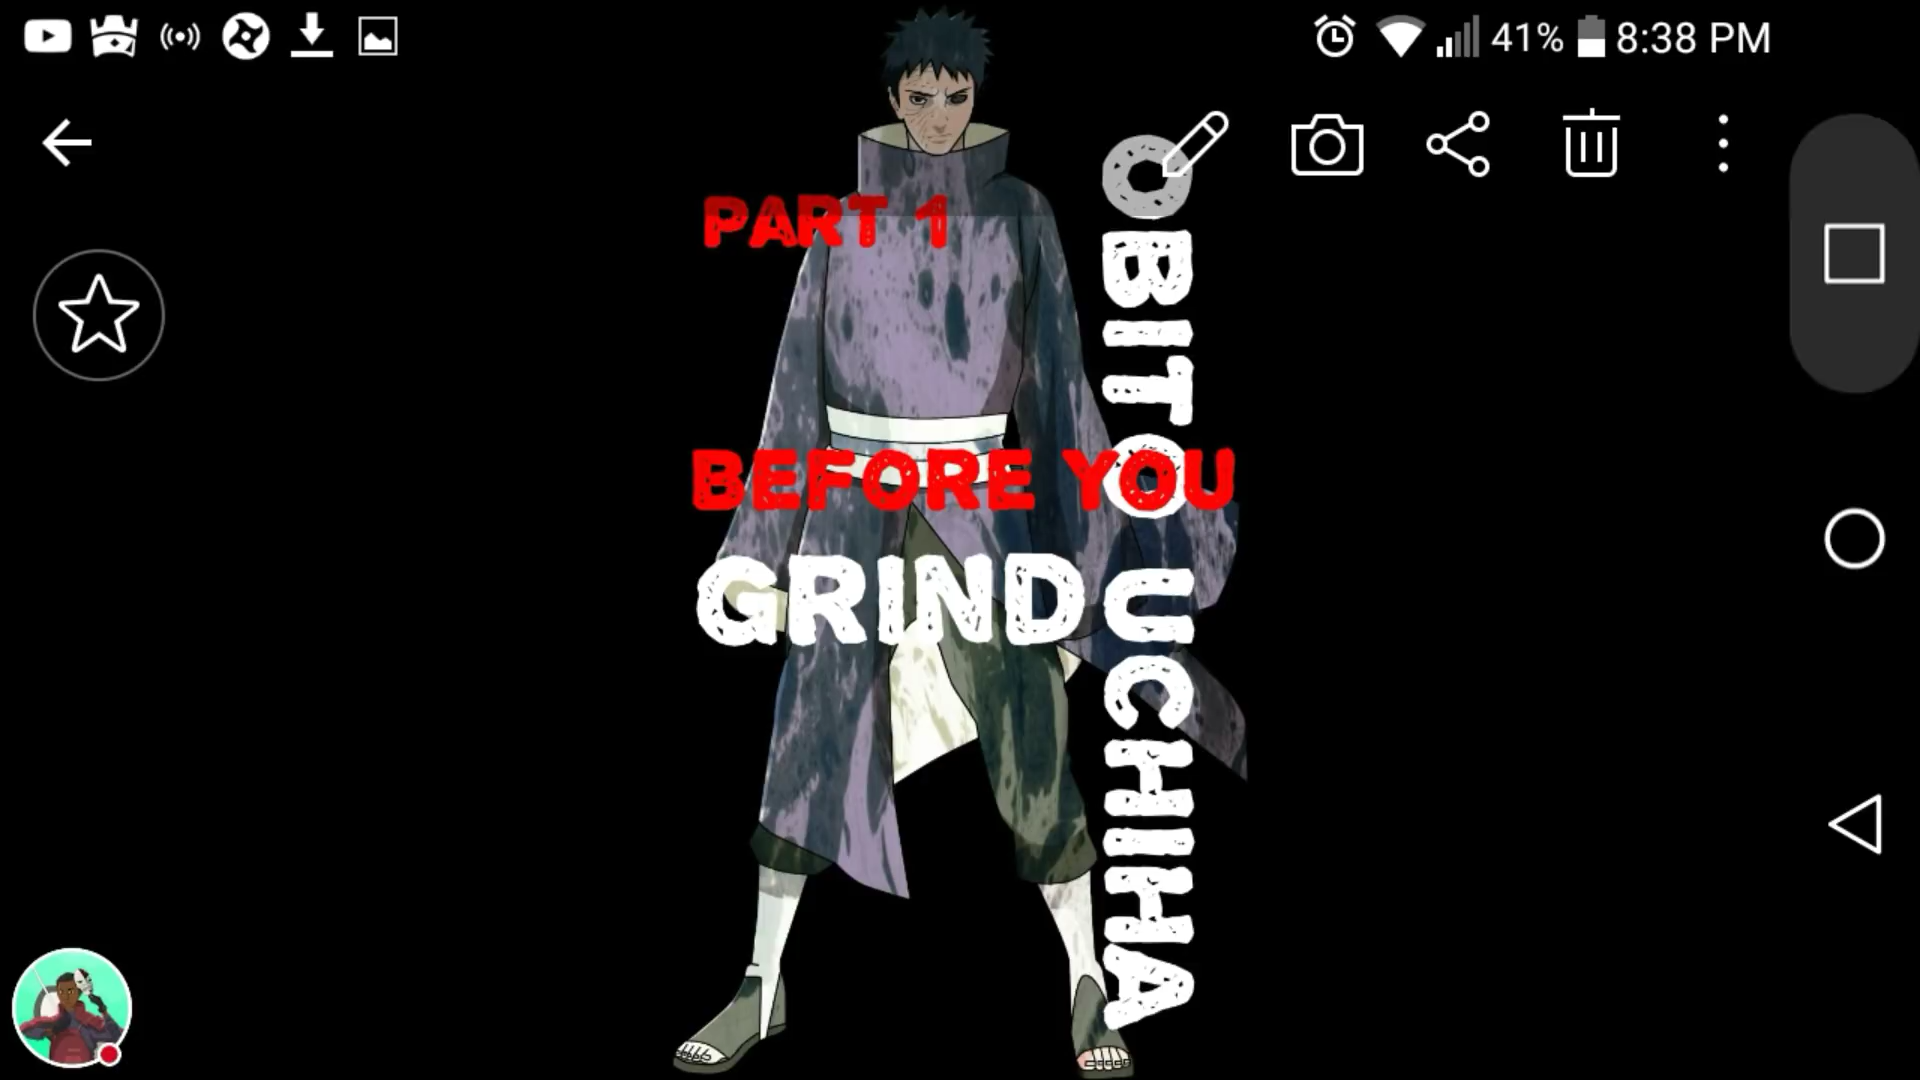 41% 8:38 PM
PART 1
BEFORE YOU
GRIND
OBITO UCHIHA